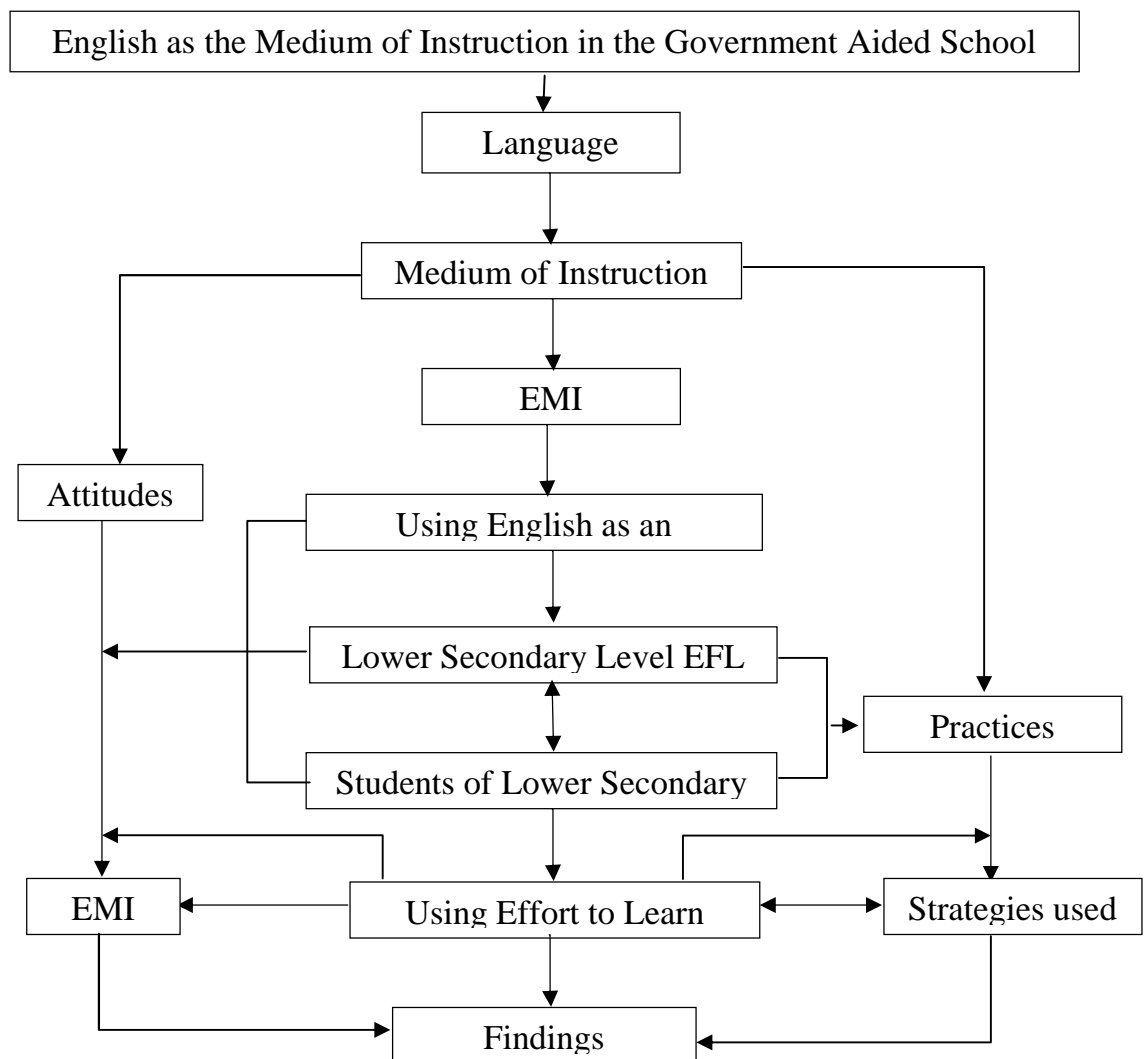 English as the Medium of Instruction in the Government Aided School
Language
Medium of Instruction
EMI
Attitudes
Using English as an
Lower Secondary Level EFL
Practices
Students of Lower Secondary
EMI
Using Effort to Learn
Strategies used
Findings